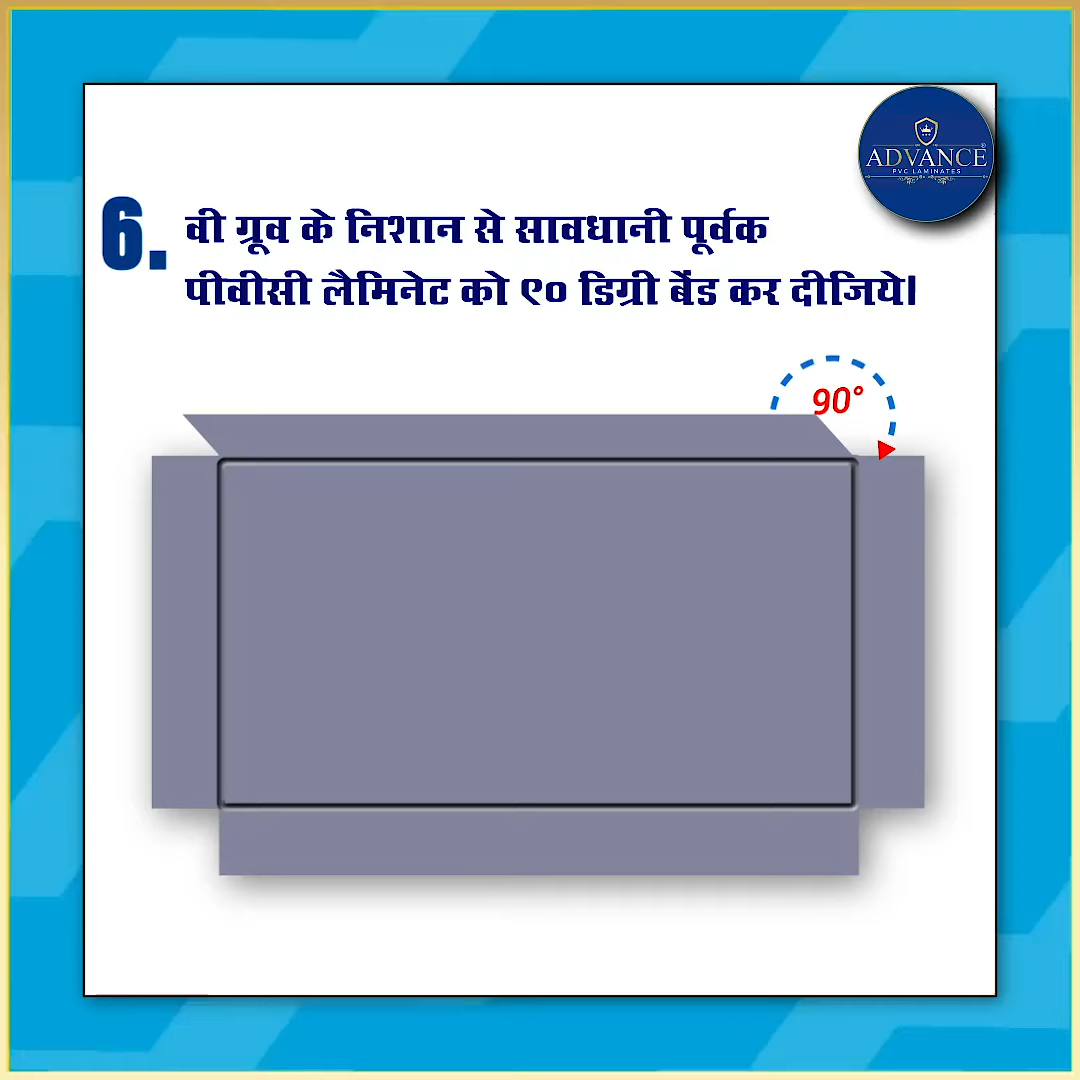 ADVANCE®
PVC LAMINATES
6. वी ग्रूव के निशान से सावधानी पूर्वक
पीवीसी लैमिनेट को ९० डिग्री बेंड कर दीजिये।
90°